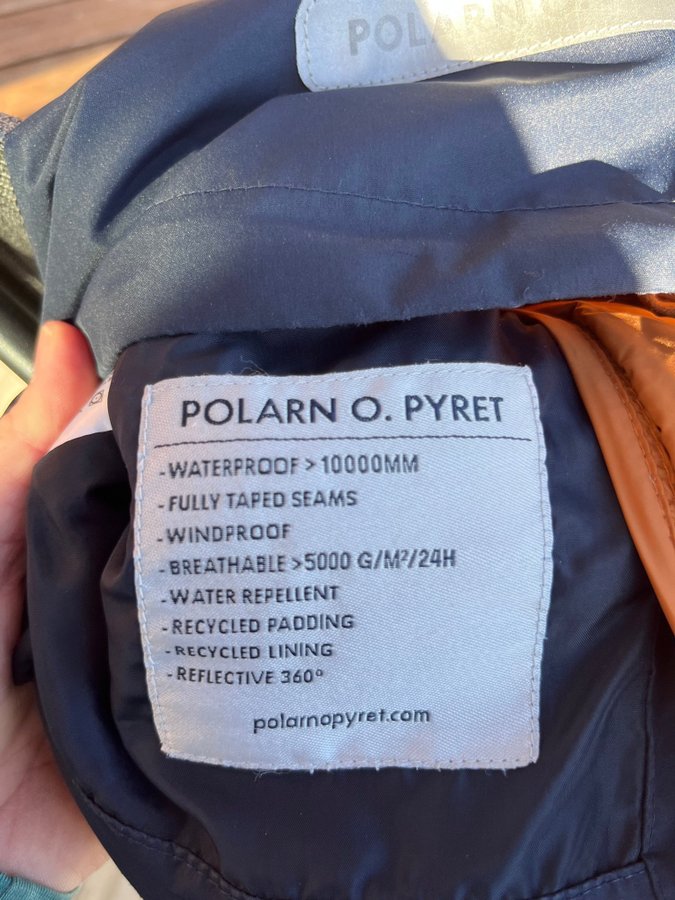 POLARN
POLARN O. PYRET
-WATERPROOF > 10000MM
-FULLY TAPED SEAMS
-WINDPROOF
-BREATHABLE >5000 G/M²/24H
-WATER REPELLENT
-RECYCLED PADDING
-RECYCLED LINING
-REFLECTIVE 360°
polarnopyret.com